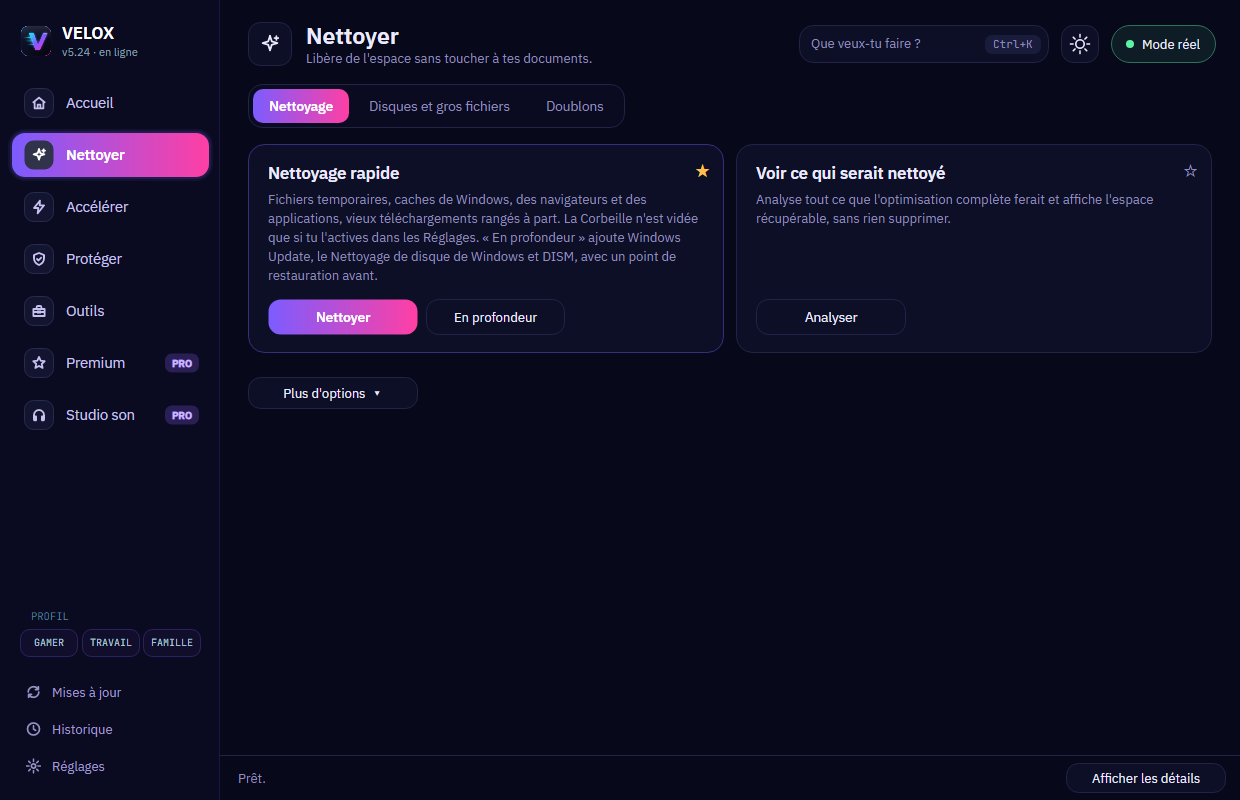 VELOX
v5.24 · en ligne
Accueil
Nettoyer
Accélérer
Protéger
Outils
Premium PRO
Studio son PRO
PROFIL
GAMER TRAVAIL FAMILLE
Mises à jour
Historique
Réglages
Nettoyer
Libère de l'espace sans toucher à tes documents.
Que veux-tu faire ? Ctrl+K
Mode réel
Nettoyage Disques et gros fichiers Doublons
Nettoyage rapide
Fichiers temporaires, caches de Windows, des navigateurs et des
applications, vieux téléchargements rangés à part. La Corbeille n'est vidée
que si tu l'actives dans les Réglages. « En profondeur » ajoute Windows
Update, le Nettoyage de disque de Windows et DISM, avec un point de
restauration avant.
Nettoyer En profondeur
Voir ce qui serait nettoyé
Analyse tout ce que l'optimisation complète ferait et affiche l'espace
récupérable, sans rien supprimer.
Analyser
Plus d'options ▾
Prêt.
Afficher les détails